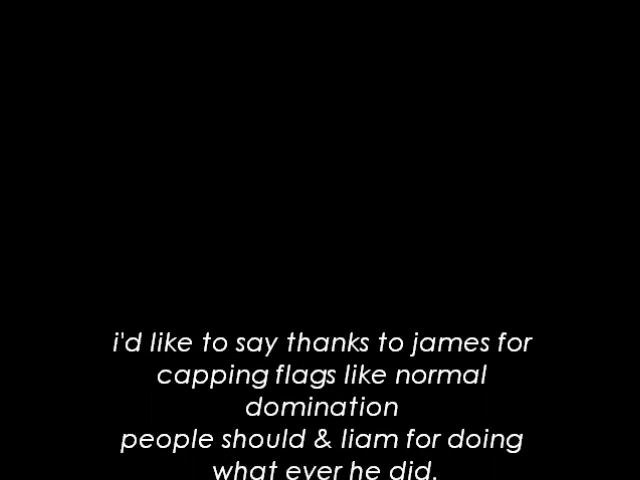 i'd like to say thanks to james for
capping flags like normal
domination
people should & liam for doing
what ever he did.